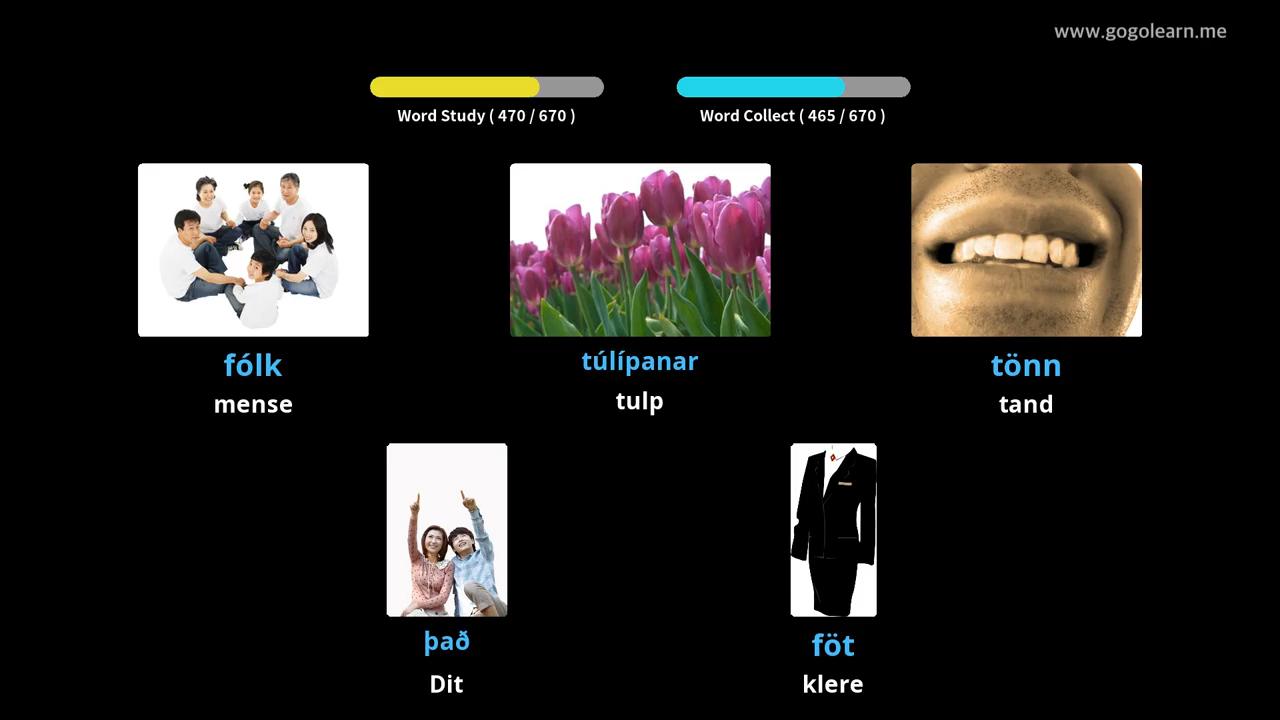 www.gogolearn.me
Word Study ( 470 / 670 )
Word Collect ( 465 / 670 )
fólk
mense
túlípanar
tulp
tönn
tand
það
Dit
föt
klere